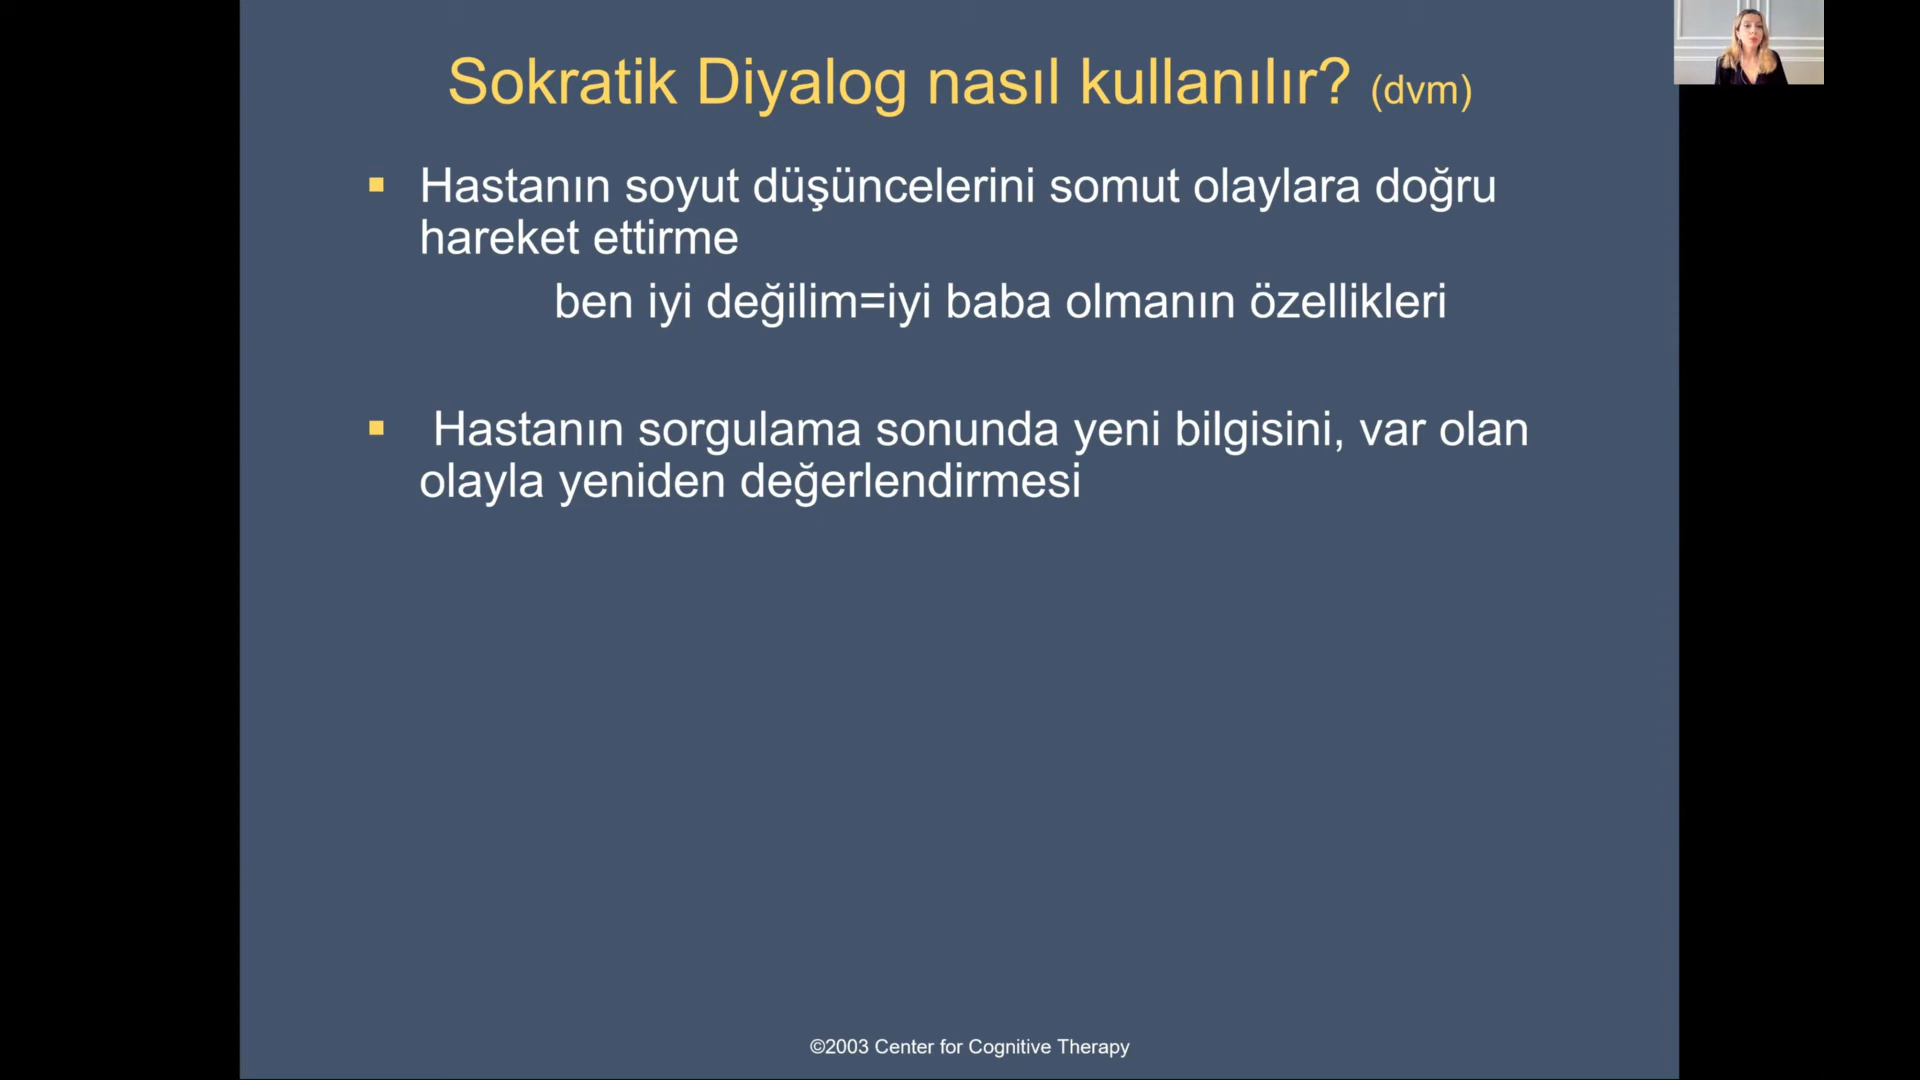 Sokratik Diyalog nasıl kullanılır? (dvm)
▪ Hastanın soyut düşüncelerini somut olaylara doğru
hareket ettirme
ben iyi değilim=iyi baba olmanın özellikleri
▪ Hastanın sorgulama sonunda yeni bilgisini, var olan
olayla yeniden değerlendirmesi
©2003 Center for Cognitive Therapy